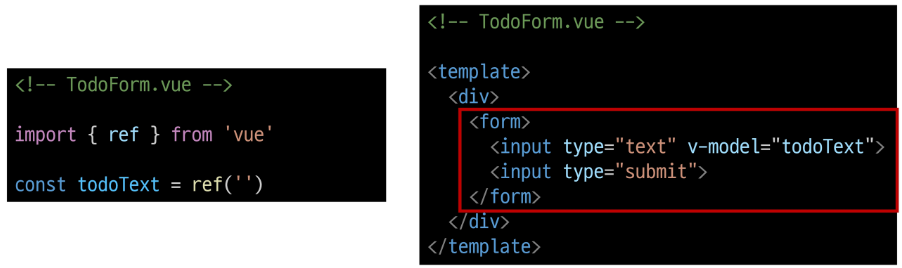 <!-- TodoForm.vue -->
import { ref } from 'vue'
const todoText = ref('')
<!-- TodoForm.vue -->
<template>
<div>
<form>
<input type="text" v-model="todoText">
<input type="submit">
</form>
</div>
</template>